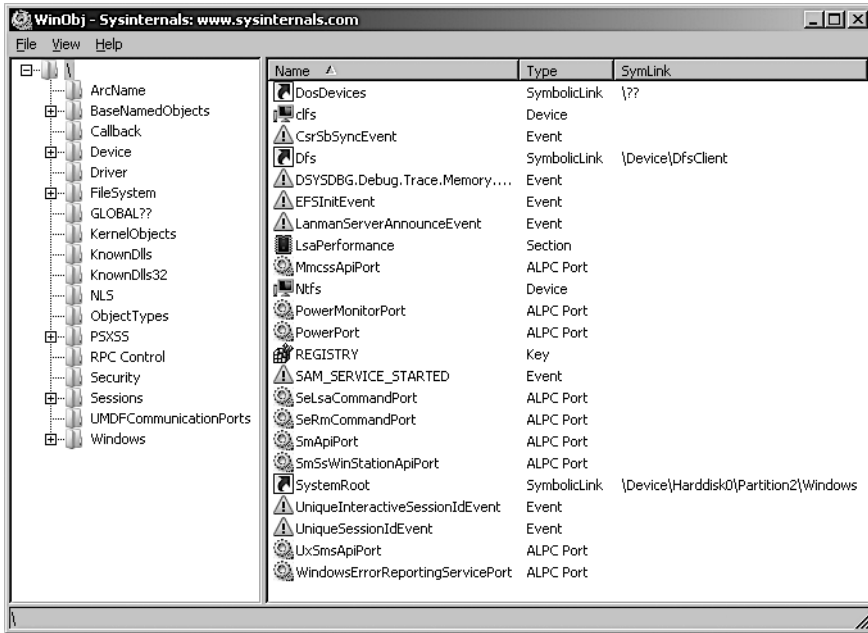 WinObj - Sysinternals: www.sysinternals.com
File View Help
\
ArcName
BaseNamedObjects
Callback
Device
Driver
FileSystem
GLOBAL??
KernelObjects
KnownDlls
KnownDlls32
NLS
ObjectTypes
PSXSS
RPC Control
Security
Sessions
UMDFCommunicationPorts
Windows
Name Type SymLink
DosDevices SymbolicLink \??
clfs Device
CsrSbSyncEvent Event
Dfs SymbolicLink \Device\DfsClient
DSYSDBG.Debug.Trace.Memory.... Event
EFSInitEvent Event
LanmanServerAnnounceEvent Event
LsaPerformance Section
MmcssApiPort ALPC Port
Ntfs Device
PowerMonitorPort ALPC Port
PowerPort ALPC Port
REGISTRY Key
SAM_SERVICE_STARTED Event
SeLsaCommandPort ALPC Port
SeRmCommandPort ALPC Port
SmApiPort ALPC Port
SmSsWinStationApiPort ALPC Port
SystemRoot SymbolicLink \Device\Harddisk0\Partition2\Windows
UniqueInteractiveSessionIdEvent Event
UniqueSessionIdEvent Event
UxSmsApiPort ALPC Port
WindowsErrorReportingServicePort ALPC Port
\